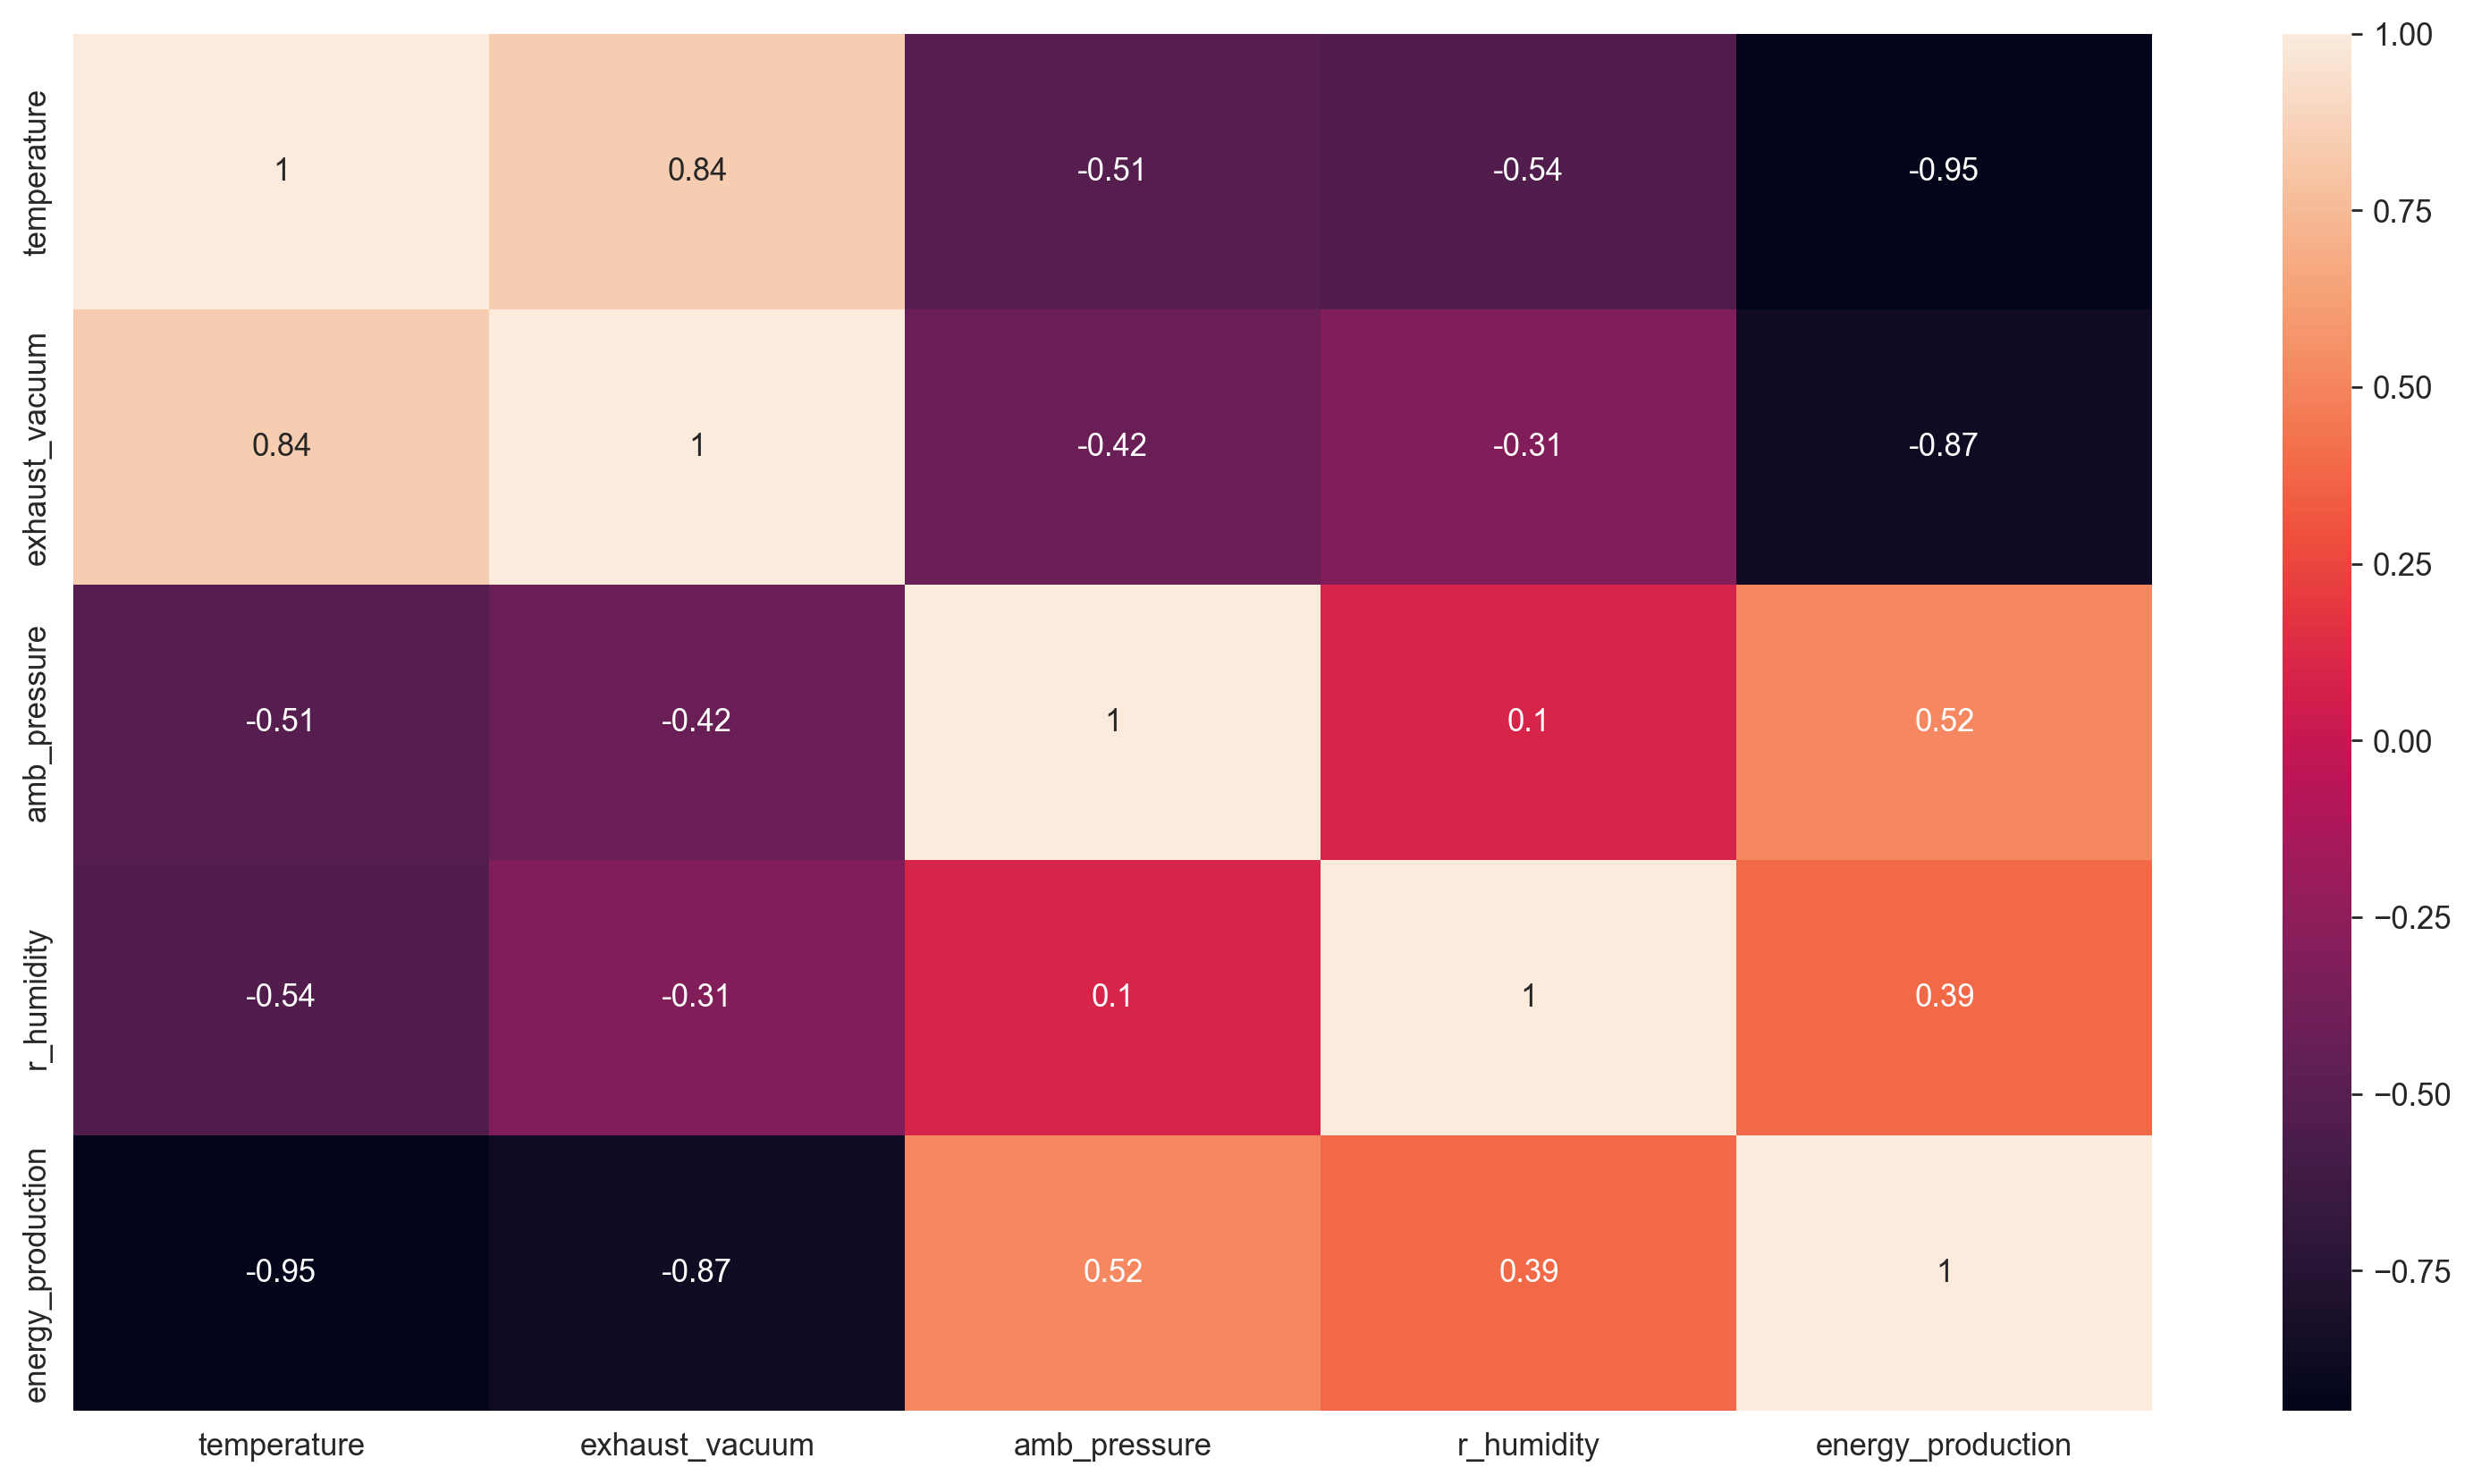 temperature 1 0.84 -0.51 -0.54 -0.95
exhaust_vacuum 0.84 1 -0.42 -0.31 -0.87
amb_pressure -0.51 -0.42 1 0.1 0.52
r_humidity -0.54 -0.31 0.1 1 0.39
energy_production -0.95 -0.87 0.52 0.39 1
temperature exhaust_vacuum amb_pressure r_humidity energy_production
1.00
0.75
0.50
0.25
0.00
−0.25
−0.50
−0.75